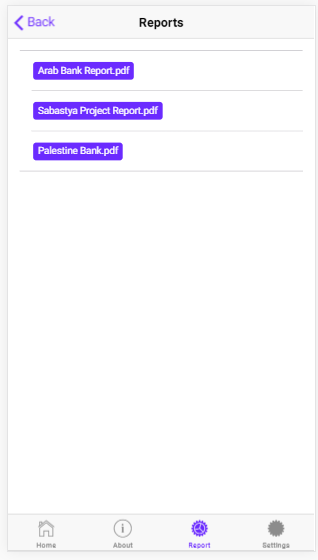 Back
Reports
Arab Bank Report.pdf
Sabastya Project Report.pdf
Palestine Bank.pdf
Home
About
Report
Settings